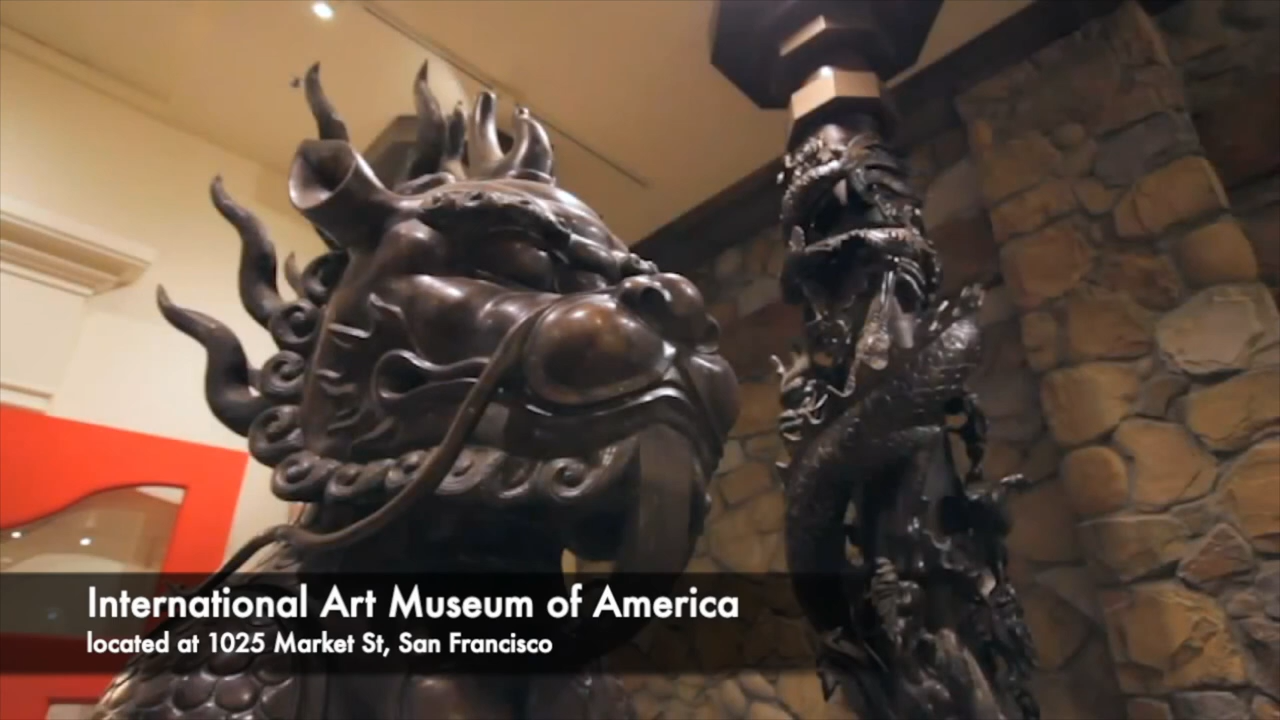 International Art Museum of America
located at 1025 Market St, San Francisco